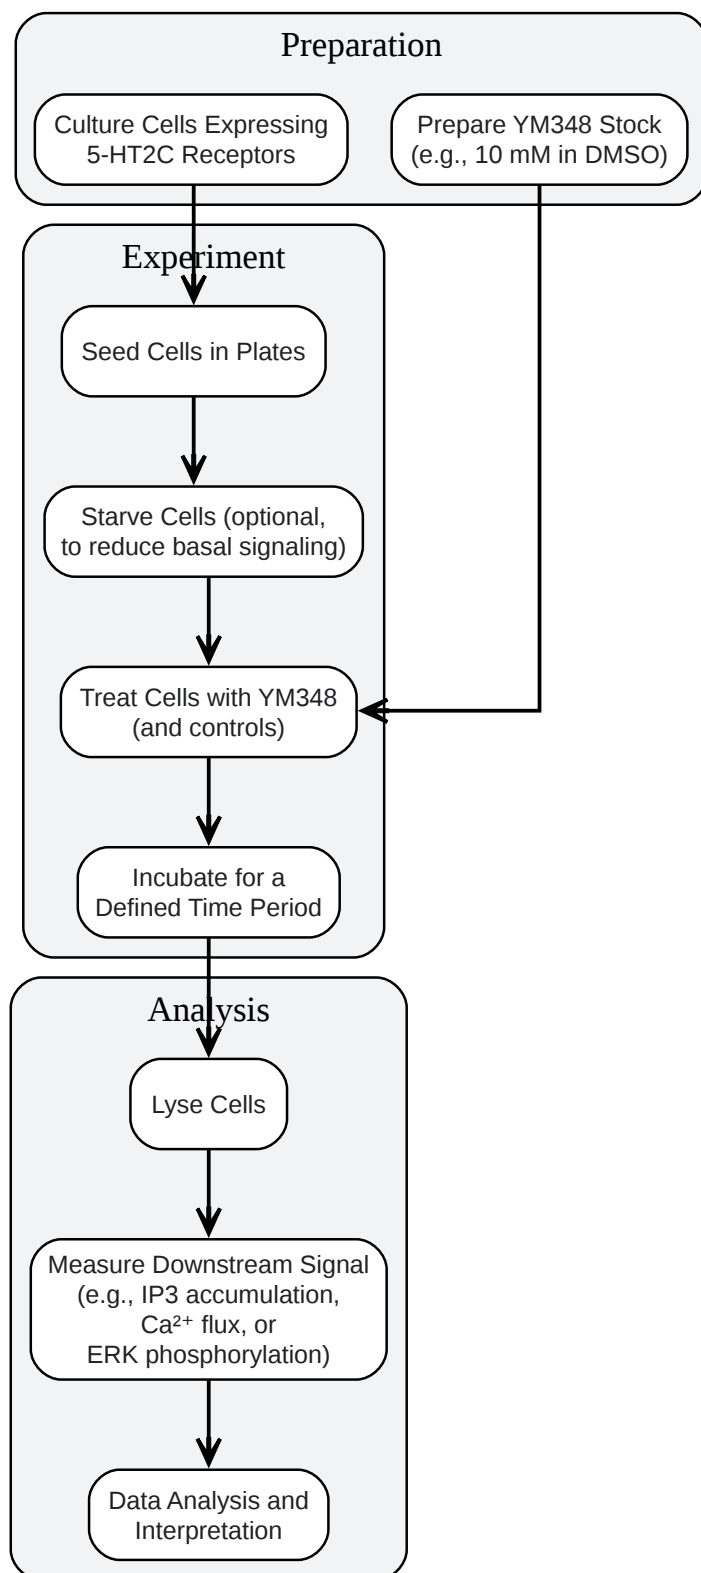 Preparation
Culture Cells Expressing
5-HT2C Receptors
Prepare YM348 Stock
(e.g., 10 mM in DMSO)
Experiment
Seed Cells in Plates
Starve Cells (optional,
to reduce basal signaling)
Treat Cells with YM348
(and controls)
Incubate for a
Defined Time Period
Analysis
Lyse Cells
Measure Downstream Signal
(e.g., IP3 accumulation,
Ca²⁺ flux, or
ERK phosphorylation)
Data Analysis and
Interpretation